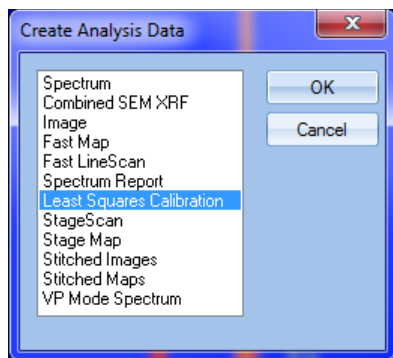 Create Analysis Data
x
Spectrum
Combined SEM XRF
Image
Fast Map
Fast LineScan
Spectrum Report
Least Squares Calibration
StageScan
Stage Map
Stitched Images
Stitched Maps
VP Mode Spectrum
OK
Cancel